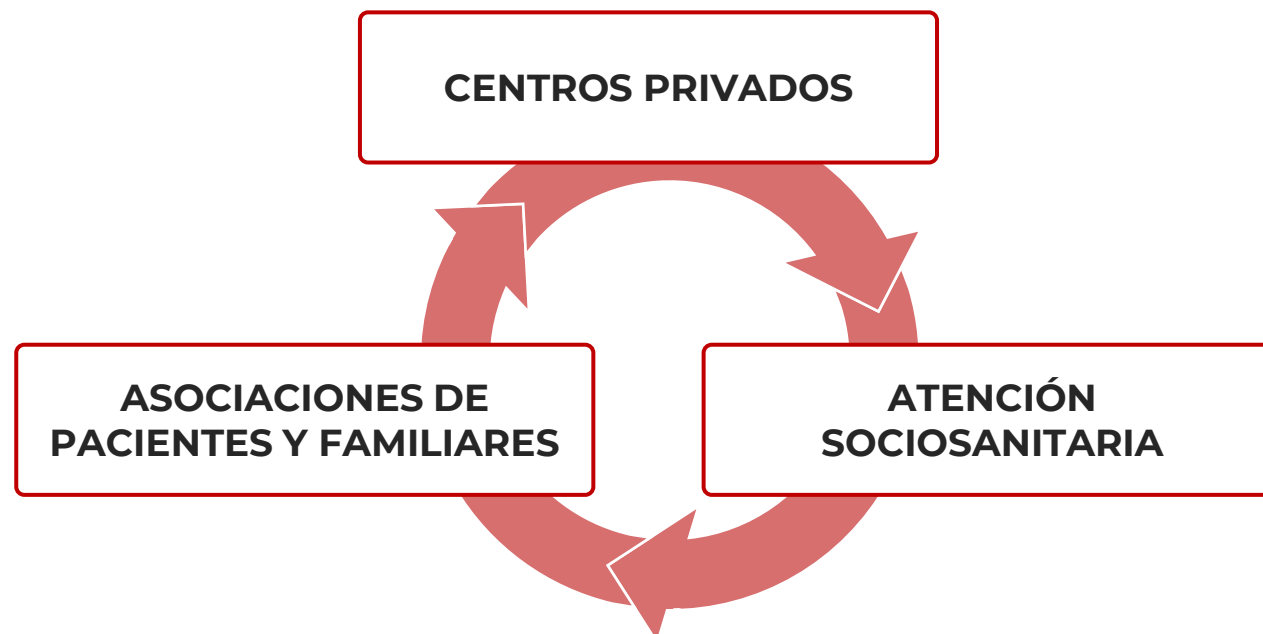 CENTROS PRIVADOS
ASOCIACIONES DE
PACIENTES Y FAMILIARES
ATENCIÓN
SOCIOSANITARIA